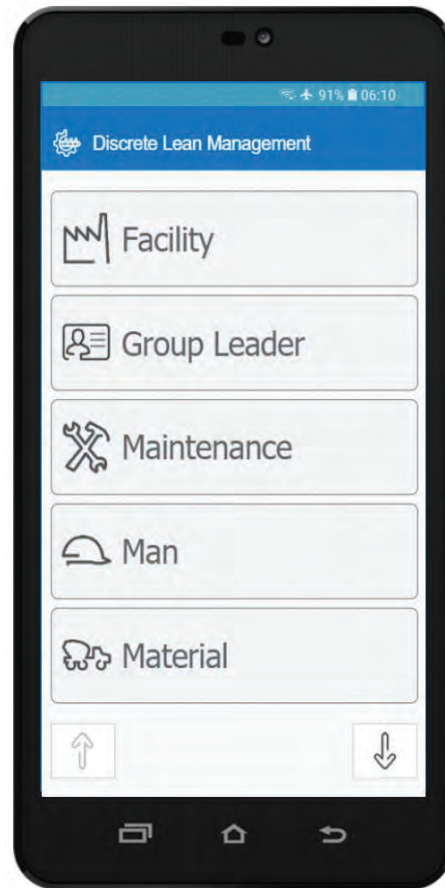 91% 06:10
Discrete Lean Management
Facility
Group Leader
Maintenance
Man
Material